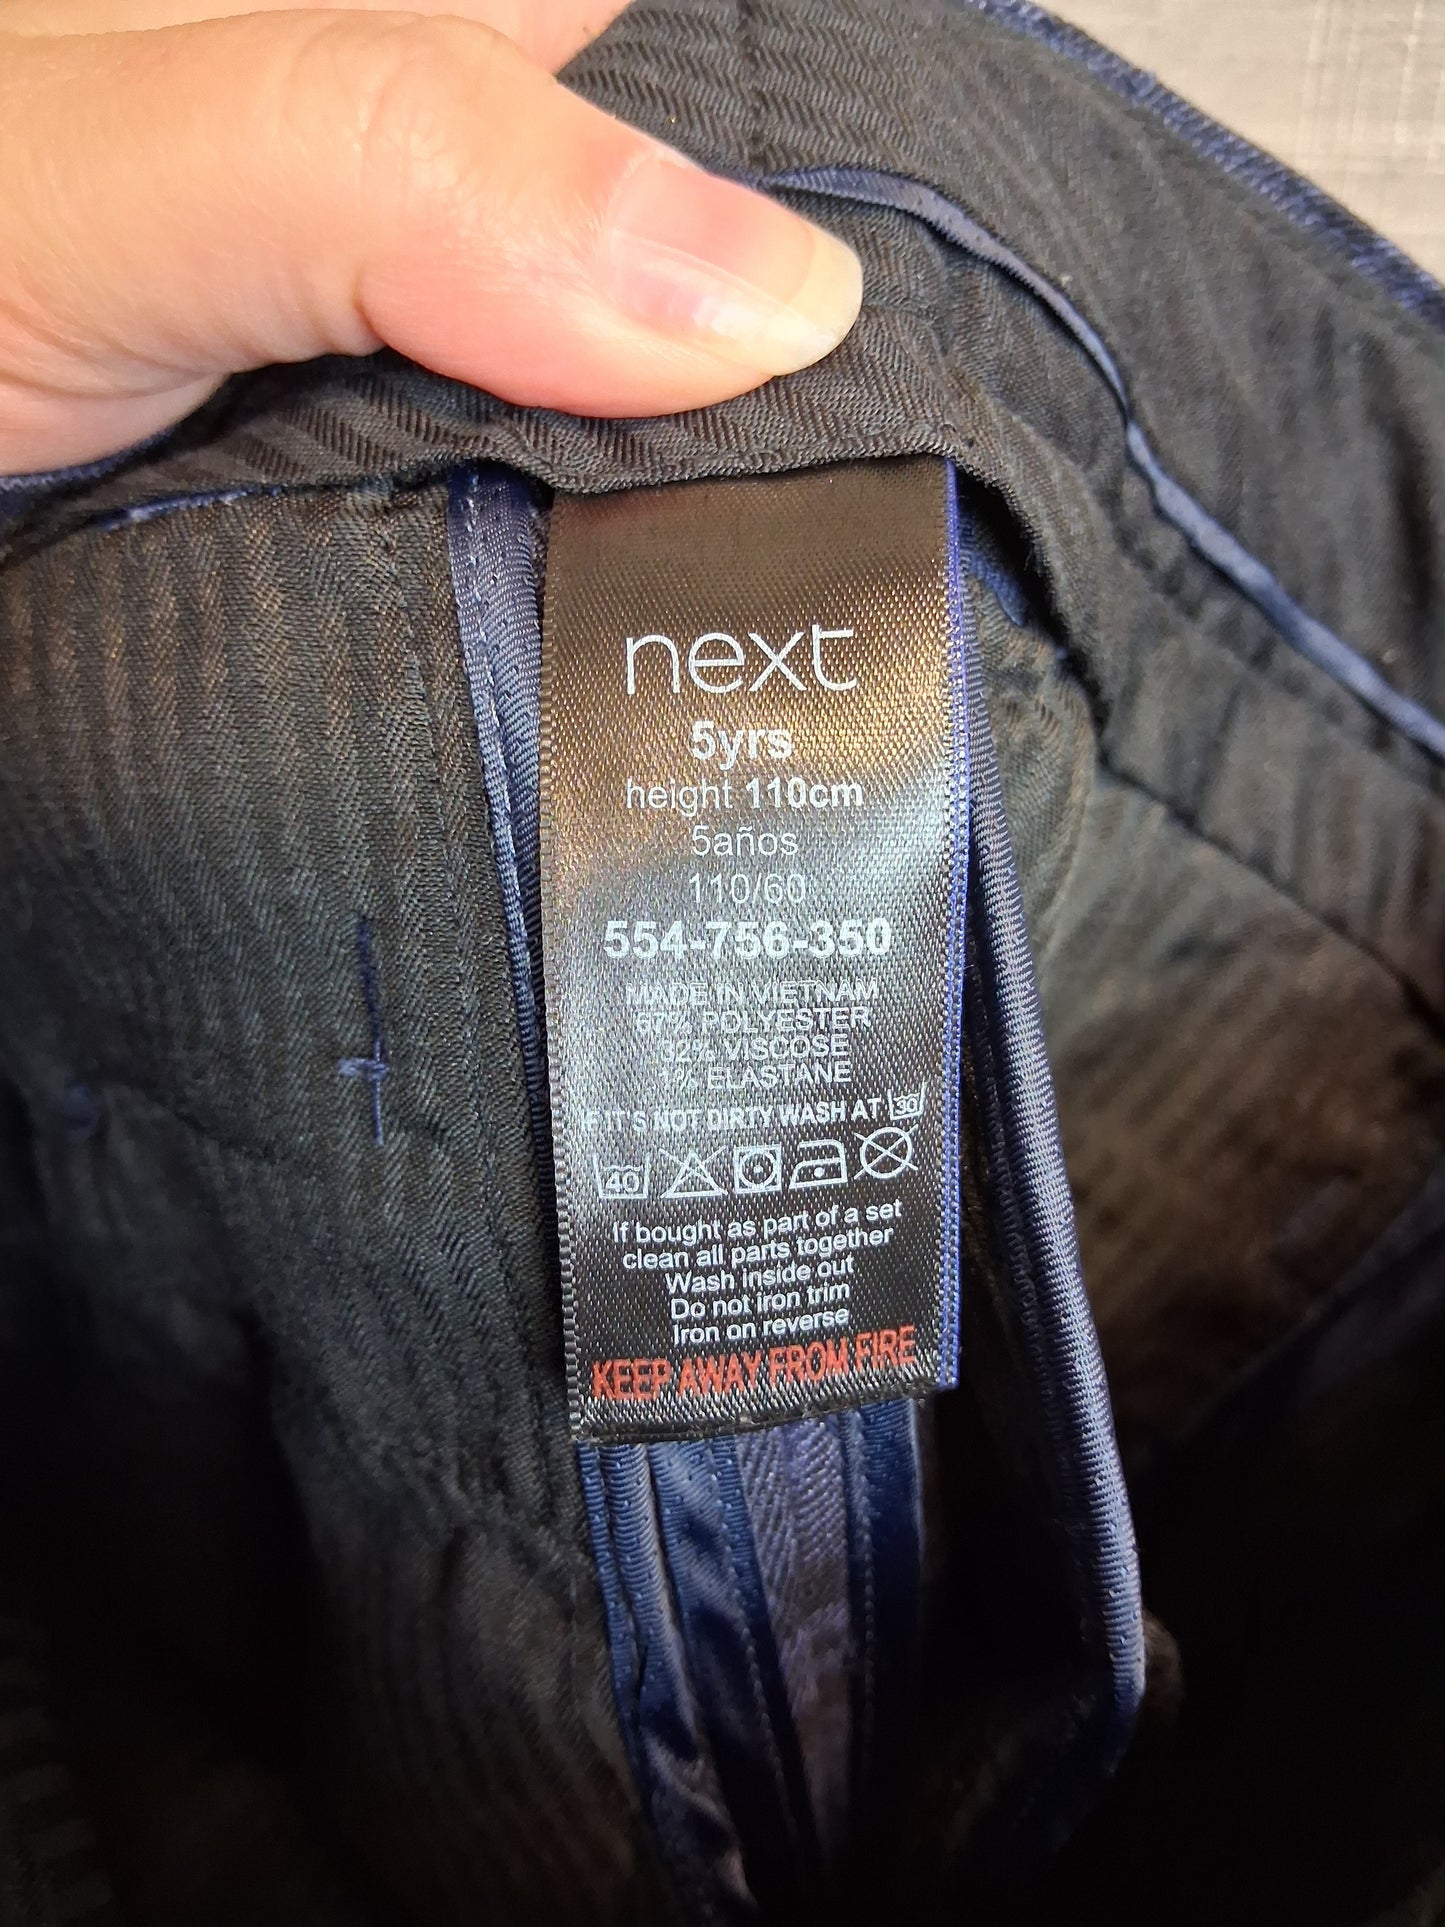 next
5yrs
height 110cm
5años
110/60
554-756-350
MADE IN VIETNAM
67% POLYESTER
32% VISCOSE
1% ELASTANE
IF IT'S NOT DIRTY WASH AT 30
40
If bought as part of a set
clean all parts together
Wash inside out
Do not iron trim
Iron on reverse
KEEP AWAY FROM FIRE